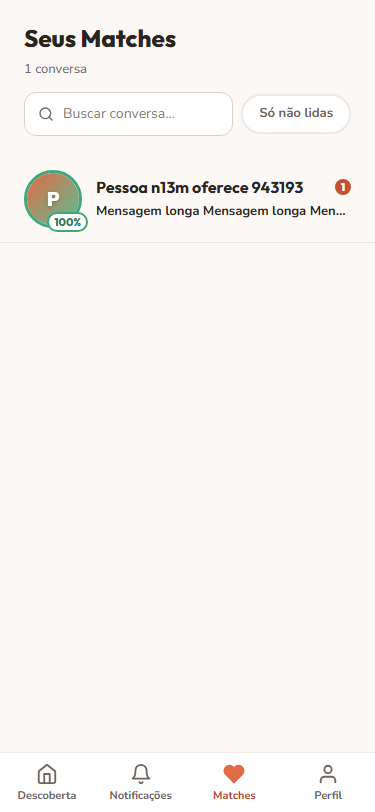 Seus Matches
1 conversa
Buscar conversa...
Só não lidas
P
100%
Pessoa n13m oferece 943193
1
Mensagem longa Mensagem longa Men...
Descoberta
Notificações
Matches
Perfil